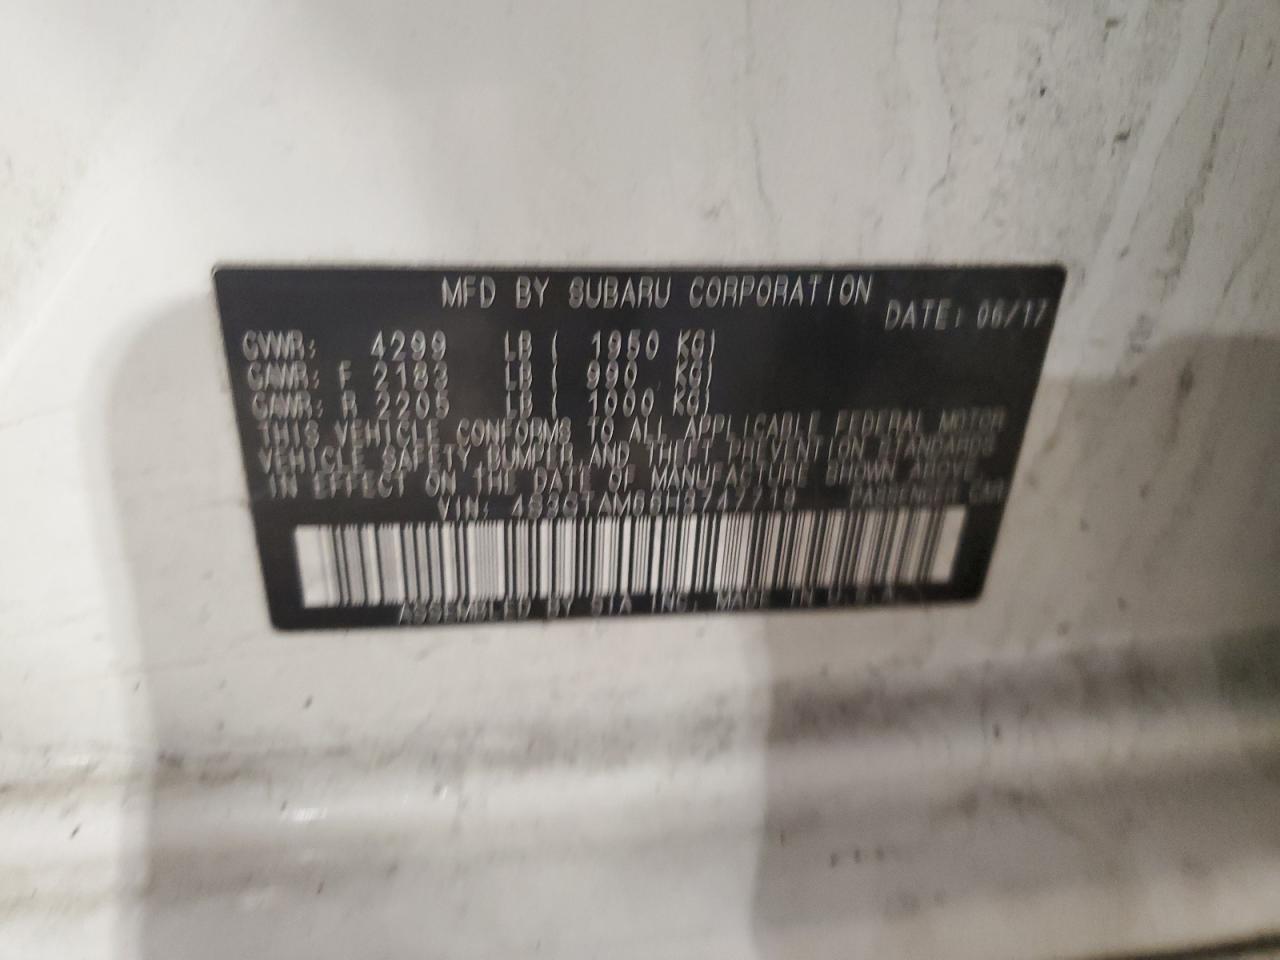 MFD BY SUBARU CORPORATION
DATE: 06/17
GVWR: 4299 LB ( 1950 KG)
GAWR: F 2183 LB ( 990 KG)
GAWR: R 2205 LB ( 1000 KG)
THIS VEHICLE CONFORMS TO ALL APPLICABLE FEDERAL MOTOR
VEHICLE SAFETY, BUMPER, AND THEFT PREVENTION STANDARDS
IN EFFECT ON THE DATE OF MANUFACTURE SHOWN ABOVE.
VIN: PASSENGER CAR
ASSEMBLED BY SIA INC. MADE IN U.S.A.